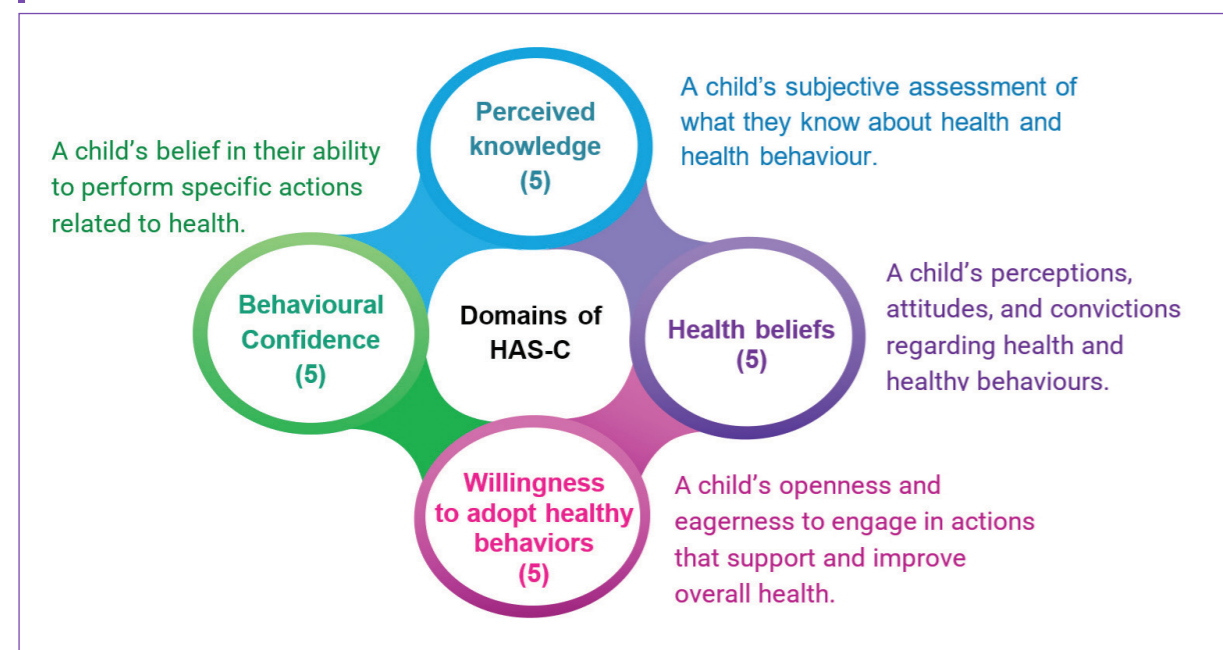 Perceived
knowledge
(5)
A child's subjective assessment of
what they know about health and
health behaviour.
A child's belief in their ability
to perform specific actions
related to health.
Behavioural
Confidence
(5)
Domains of
HAS-C
Health beliefs
(5)
A child's perceptions,
attitudes, and convictions
regarding health and
healthy behaviours.
Willingness
to adopt healthy
behaviors
(5)
A child's openness and
eagerness to engage in actions
that support and improve
overall health.